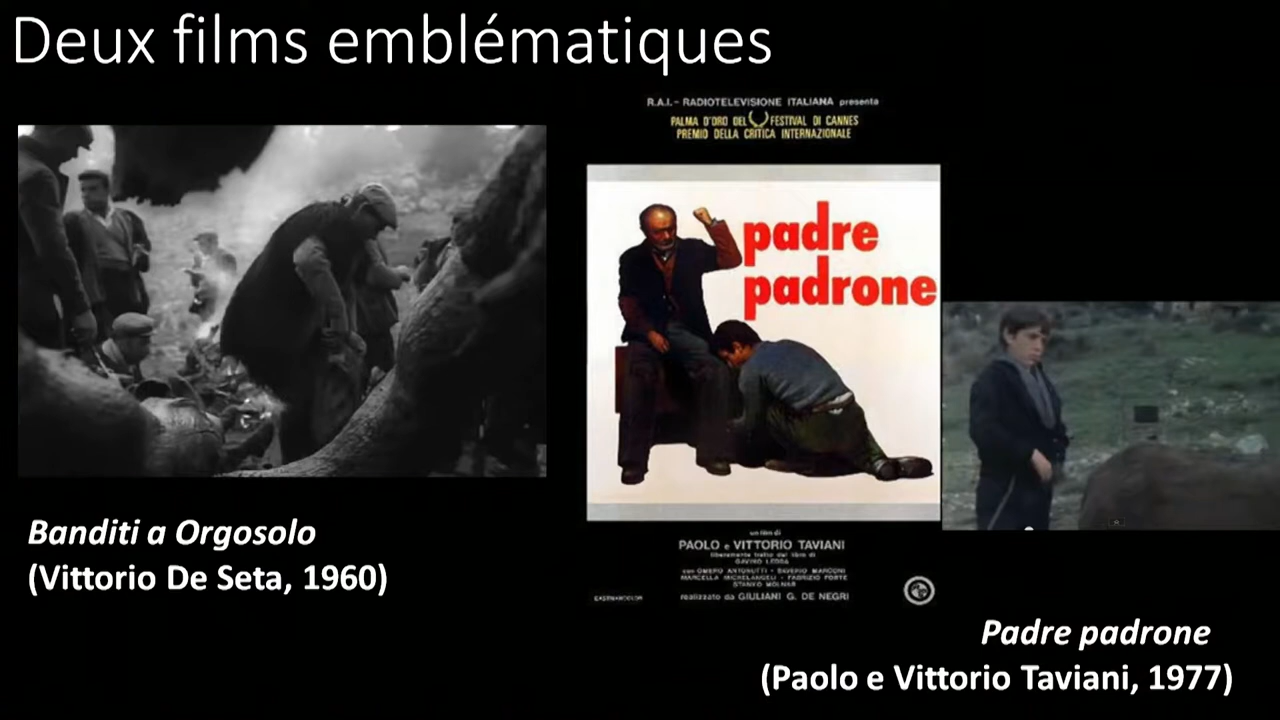 Deux films emblématiques
R.A.I.- RADIOTELEVISIONE ITALIANA presenta
PALMA D'ORO DEL FESTIVAL DI CANNES
PREMIO DELLA CRITICA INTERNAZIONALE
padre
padrone
Banditi a Orgosolo
(Vittorio De Seta, 1960)
un film di
PAOLO e VITTORIO TAVIANI
liberamente tratto dal libro di
GAVINO LEDDA
con OMERO ANTONUTTI - SAVERIO MARCONI
MARCELLA MICHELANGELI - FABRIZIO FORTE
STANKO MOLNAR
EASTMANCOLOR
realizzato da GIULIANI G. DE NEGRI
Padre padrone
(Paolo e Vittorio Taviani, 1977)